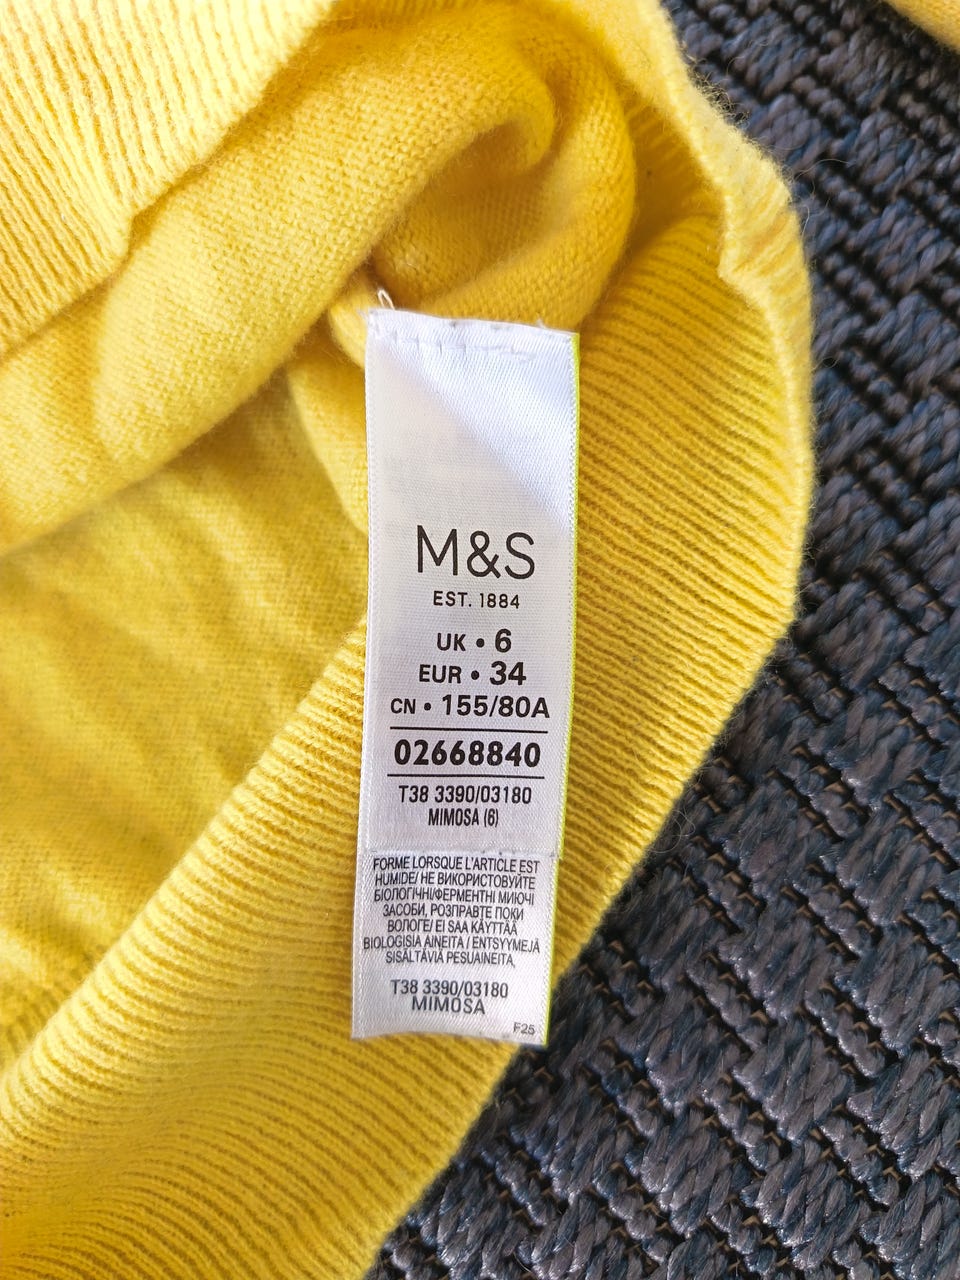 M&S
EST. 1884
UK • 6
EUR • 34
CN • 155/80A
02668840
T38 3390/03180
MIMOSA (6)
FORME LORSQUE L'ARTICLE EST
HUMIDE/ НЕ ВИКОРИСТОВУЙТЕ
БІОЛОГІЧНІ/ФЕРМЕНТНІ МИЮЧІ
ЗАСОБИ, РОЗПРАВТЕ ПОКИ
ВОЛОГЕ/ EI SAA KÄYTTÄÄ
BIOLOGISIA AINEITA / ENTSYYMEJÄ
SISÄLTÄVIÄ PESUAINEITA,
T38 3390/03180
MIMOSA
F25